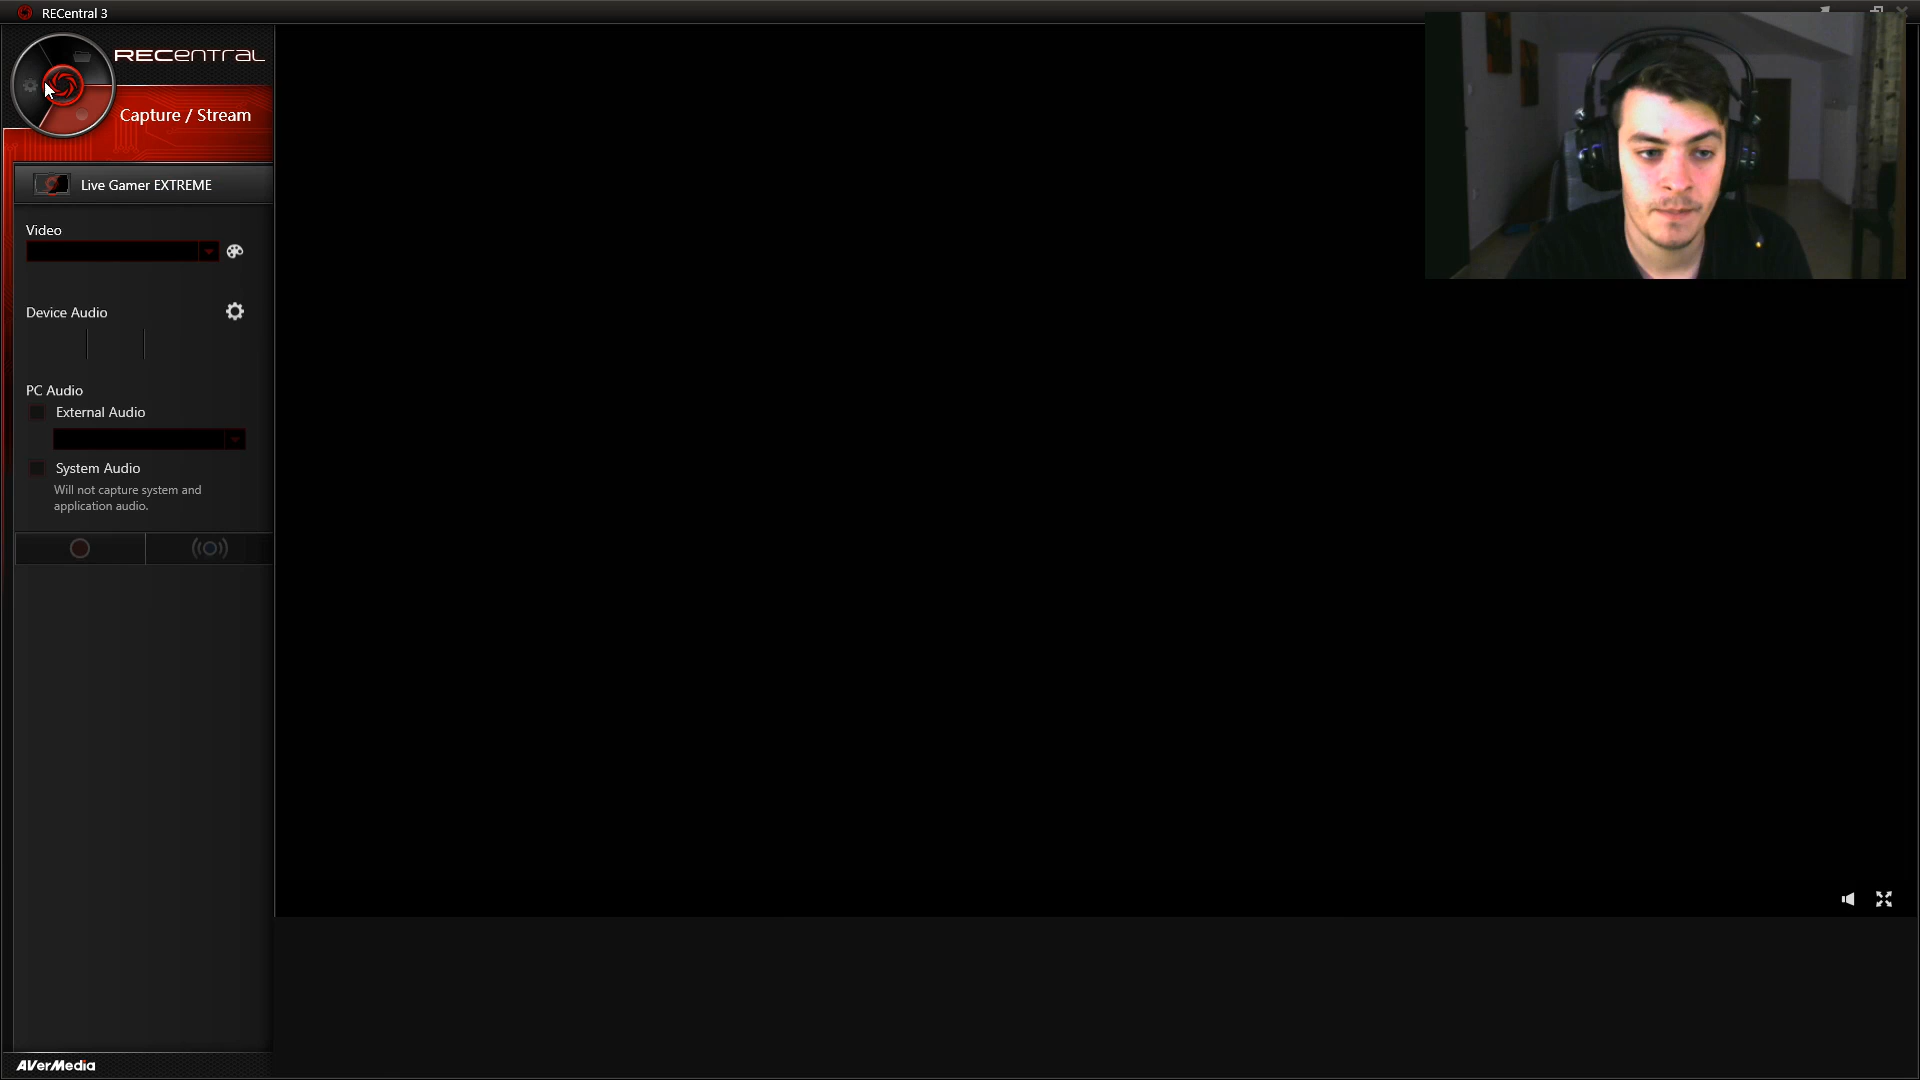 RECentral 3
RECENTRAL
Capture / Stream
Live Gamer EXTREME
Video
Device Audio
PC Audio
External Audio
System Audio
Will not capture system and
application audio.
AVerMedia